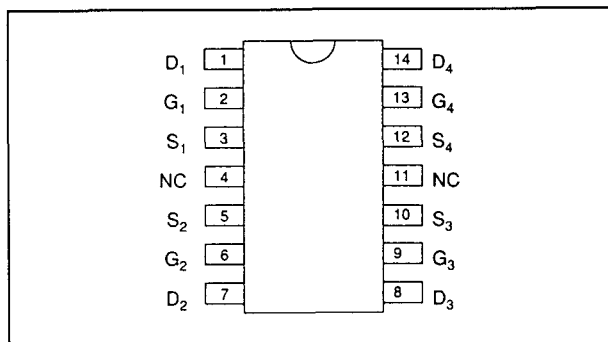 D₁ 1 14 D₄
G₁ 2 13 G₄
S₁ 3 12 S₄
NC 4 11 NC
S₂ 5 10 S₃
G₂ 6 9 G₃
D₂ 7 8 D₃